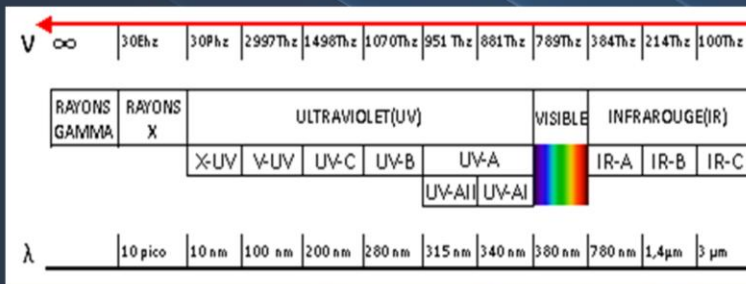 ν ∞ 30Ehz 30Phz 2997Thz 1498Thz 1070Thz 951 Thz 881Thz 789Thz 384Thz 214Thz 100Thz
RAYONS GAMMA RAYONS X ULTRAVIOLET(UV) VISIBLE INFRAROUGE(IR)
X-UV V-UV UV-C UV-B UV-A IR-A IR-B IR-C
UV-AII UV-AI
λ 10 pico 10 nm 100 nm 200 nm 280 nm 315 nm 340 nm 380 nm 780 nm 1,4µm 3 µm